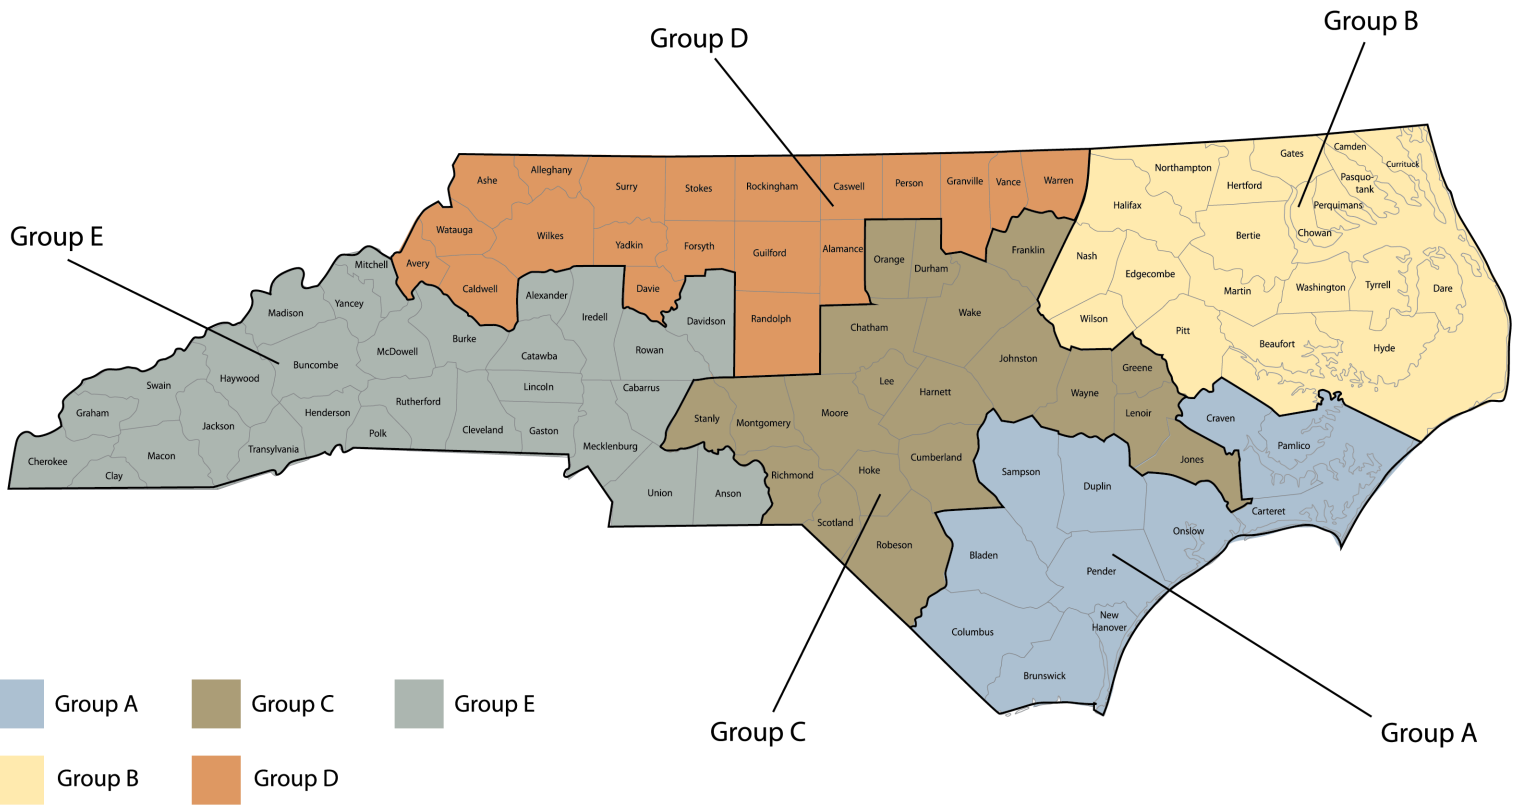 Group B
Group D
Group E
Camden
Gates
Currituck
Northampton
Alleghany
Ashe
Surry
Stokes
Rockingham
Caswell
Person
Granville
Vance
Warren
Hertford
Pasquo-
tank
Halifax
Perquimans
Watauga
Wilkes
Yadkin
Forsyth
Guilford
Alamance
Orange
Durham
Franklin
Bertie
Chowan
Mitchell
Avery
Nash
Edgecombe
Caldwell
Davie
Alexander
Martin
Washington
Tyrrell
Dare
Yancey
Madison
Iredell
Davidson
Randolph
Chatham
Wake
Wilson
Pitt
Burke
McDowell
Catawba
Rowan
Johnston
Beaufort
Hyde
Buncombe
Haywood
Swain
Lincoln
Cabarrus
Lee
Harnett
Greene
Wayne
Graham
Henderson
Rutherford
Stanly
Montgomery
Moore
Lenoir
Craven
Jackson
Polk
Cleveland
Gaston
Mecklenburg
Pamlico
Cherokee
Clay
Macon
Transylvania
Cumberland
Jones
Richmond
Hoke
Sampson
Duplin
Union
Anson
Scotland
Carteret
Onslow
Robeson
Bladen
Pender
Columbus
New
Hanover
Brunswick
Group C
Group A
Group A
Group C
Group E
Group B
Group D